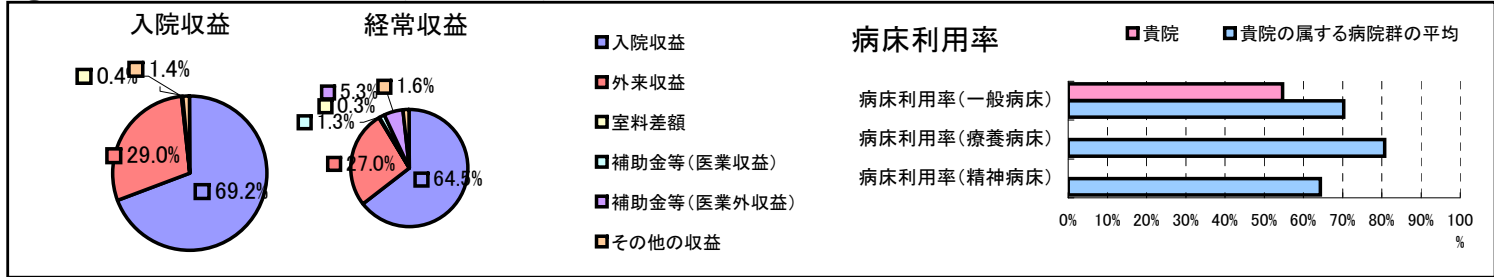 入院収益
0.4%
1.4%
29.0%
69.2%
経常収益
5.3%
1.6%
0.3%
1.3%
27.0%
64.5%
入院収益
外来収益
室料差額
補助金等(医業収益)
補助金等(医業外収益)
その他の収益
病床利用率
貴院
貴院の属する病院群の平均
病床利用率(一般病床)
病床利用率(療養病床)
病床利用率(精神病床)
0% 10% 20% 30% 40% 50% 60% 70% 80% 90% 100
%